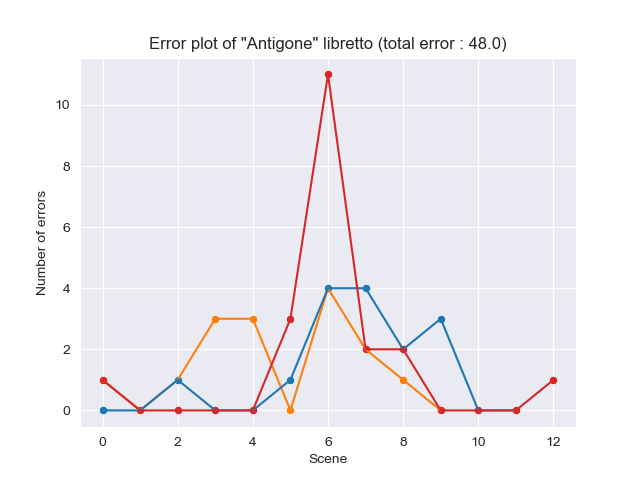 Error plot of "Antigone" libretto (total error : 48.0)
10
8
6
4
2
0
Number of errors
0 2 4 6 8 10 12
Scene